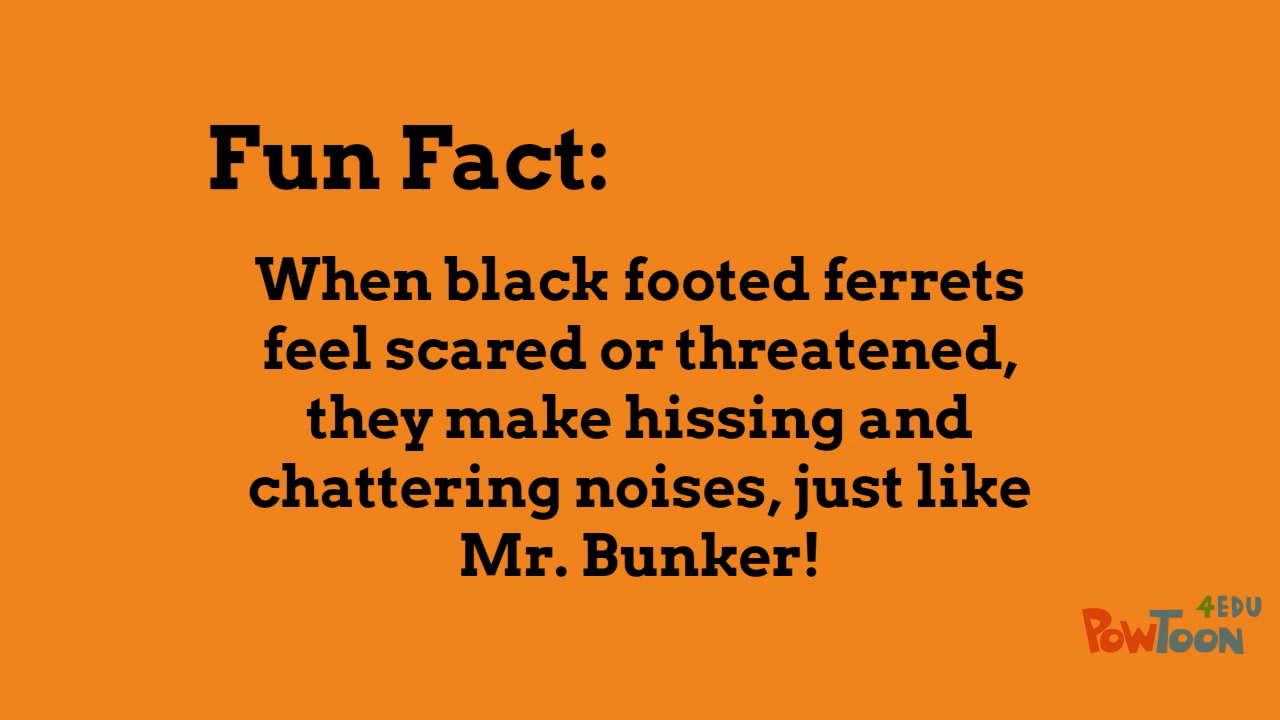 Fun Fact:
When black footed ferrets
feel scared or threatened,
they make hissing and
chattering noises, just like
Mr. Bunker!
4EDU
PowToon